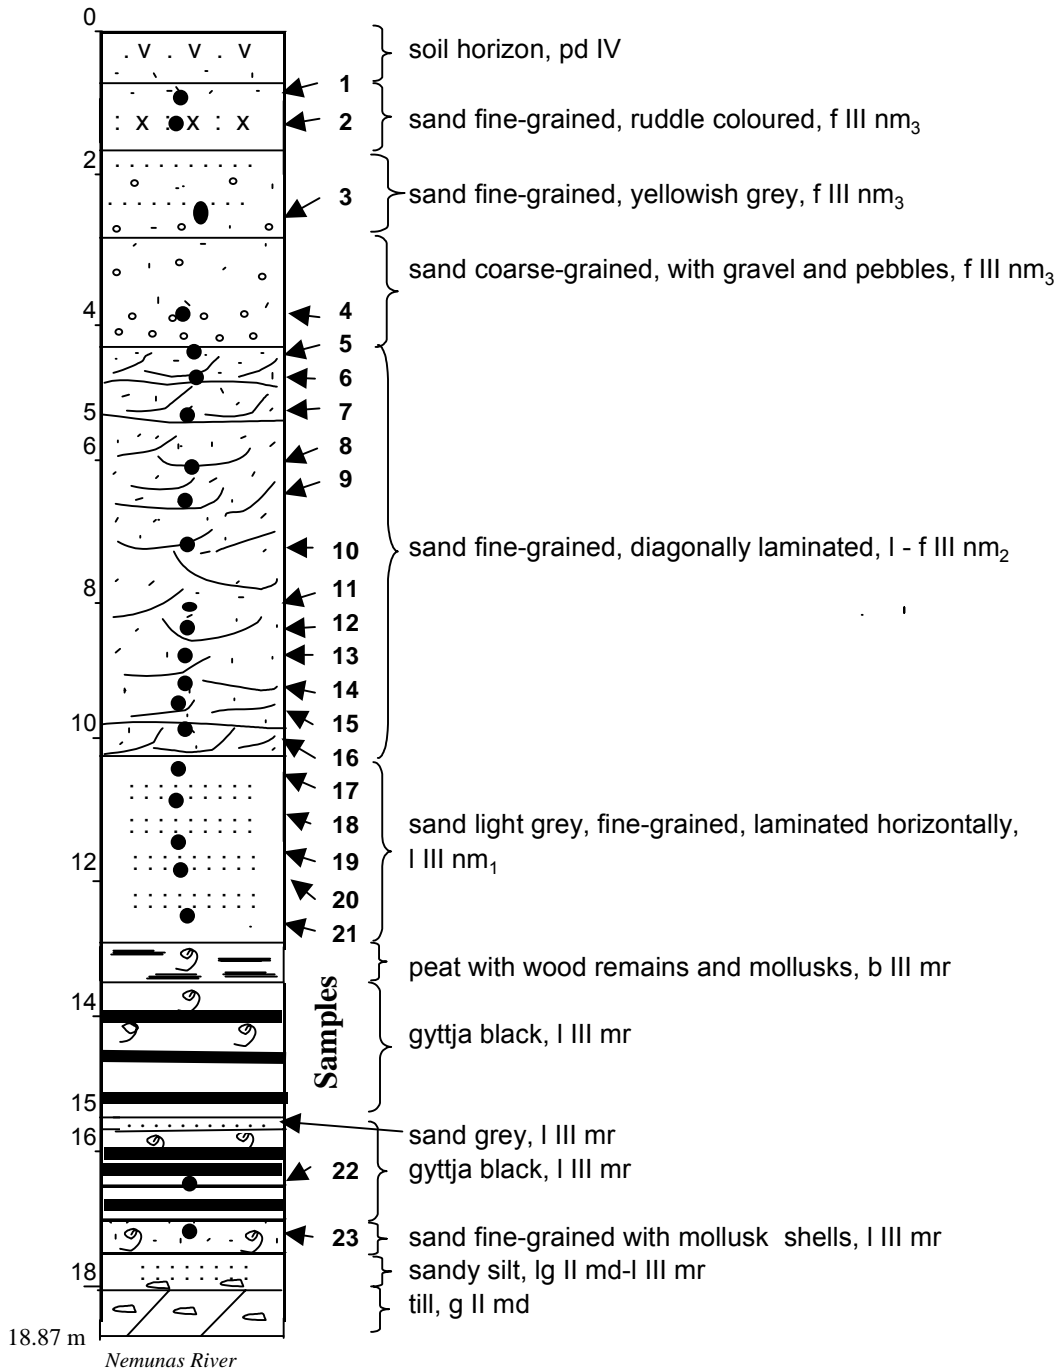 0
soil horizon, pd IV
1
2
sand fine-grained, ruddle coloured, f III nm₃
2
3
sand fine-grained, yellowish grey, f III nm₃
sand coarse-grained, with gravel and pebbles, f III nm₃
4
4
5
6
5
7
6
8
9
10
sand fine-grained, diagonally laminated, l - f III nm₂
8
11
12
13
14
10
15
16
17
18
sand light grey, fine-grained, laminated horizontally,
l III nm₁
12
19
20
21
peat with wood remains and mollusks, b III mr
Samples
14
gyttja black, l III mr
15
16
sand grey, l III mr
gyttja black, l III mr
22
23
sand fine-grained with mollusk shells, l III mr
18
sandy silt, lg II md-l III mr
till, g II md
18.87 m
Nemunas River